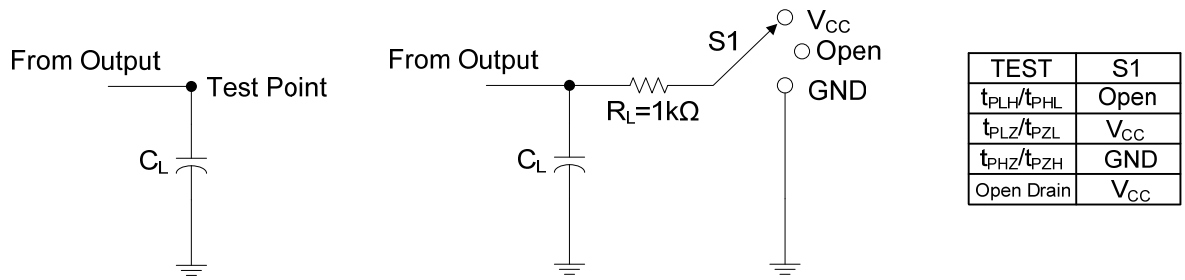 From Output
Test Point
C_L
From Output
S1
V_CC
Open
GND
R_L=1kΩ
C_L
TEST S1
t_PLH/t_PHL Open
t_PLZ/t_PZL V_CC
t_PHZ/t_PZH GND
Open Drain V_CC